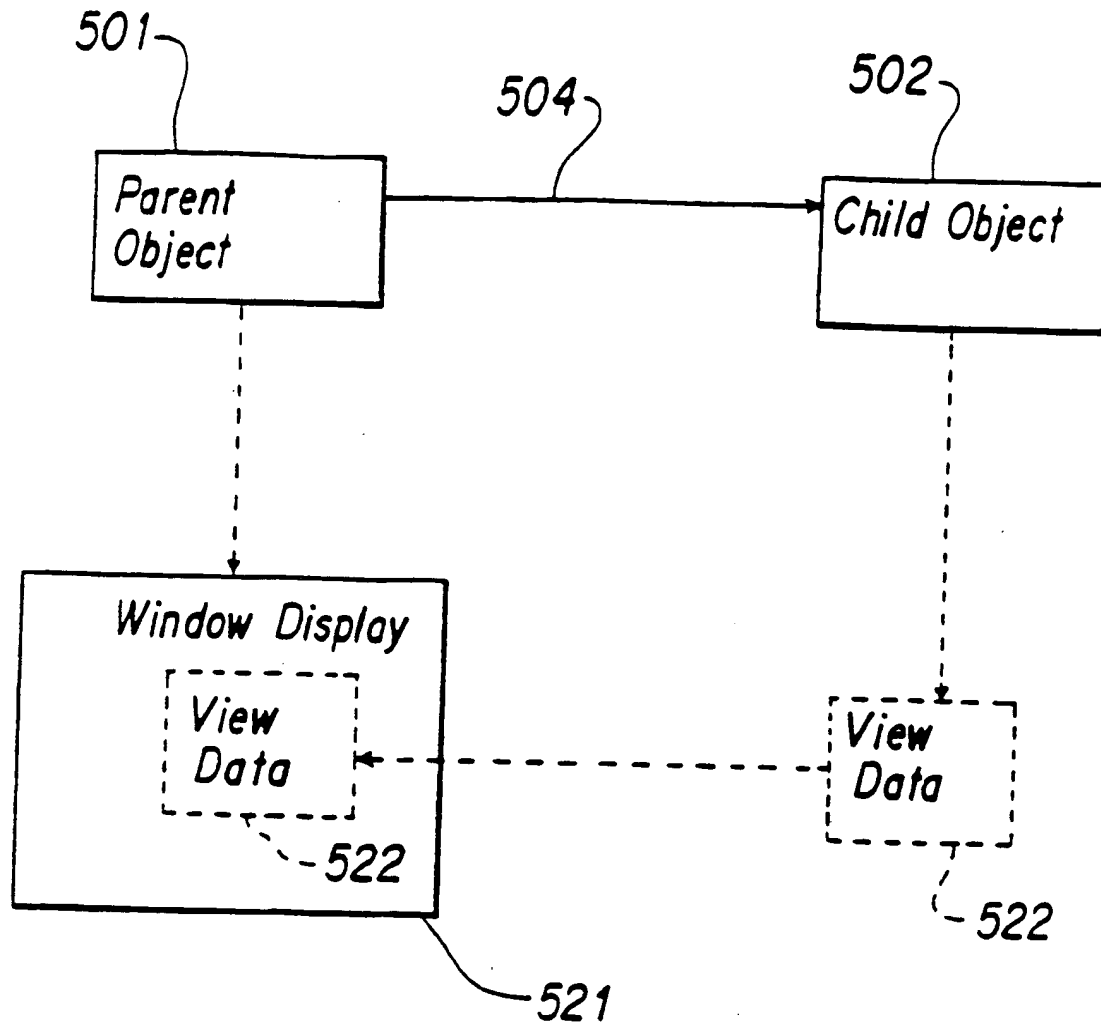 501
504
502
Parent
Object
Child Object
Window Display
View
Data
View
Data
522
522
521